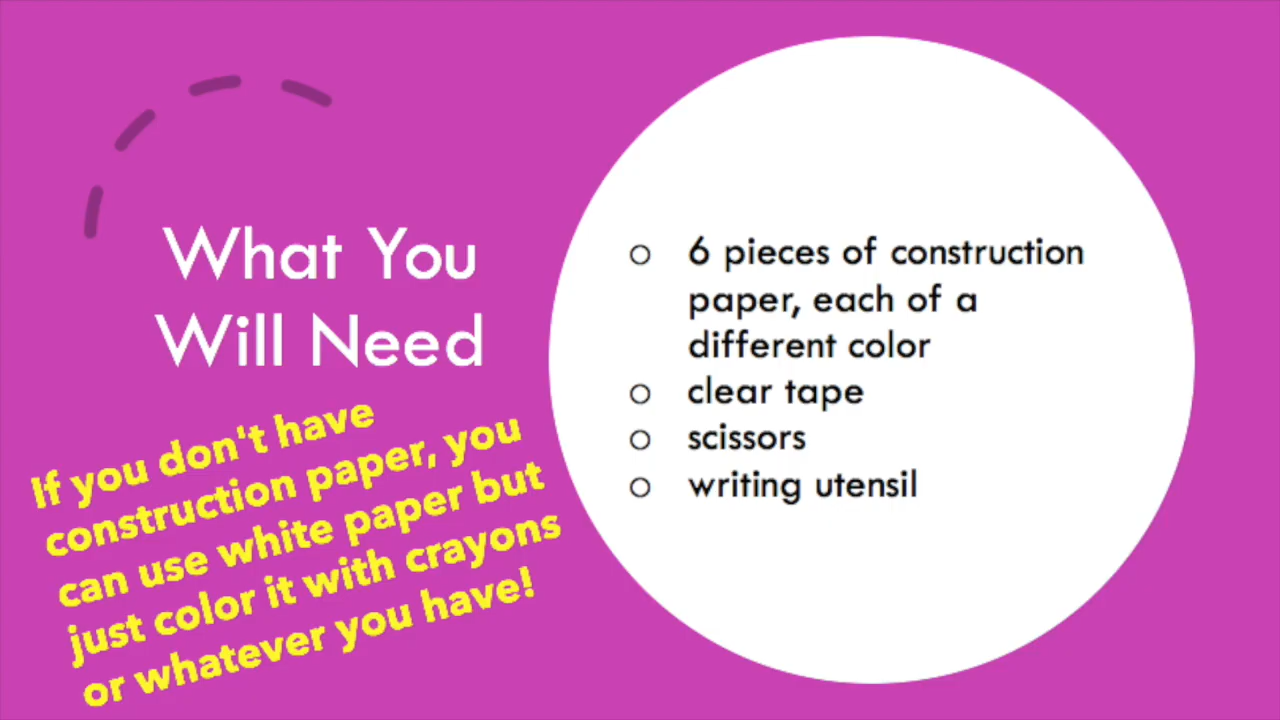 What You
Will Need
If you don't have
construction paper, you
can use white paper but
just color it with crayons
or whatever you have!
6 pieces of construction
paper, each of a
different color
clear tape
scissors
writing utensil